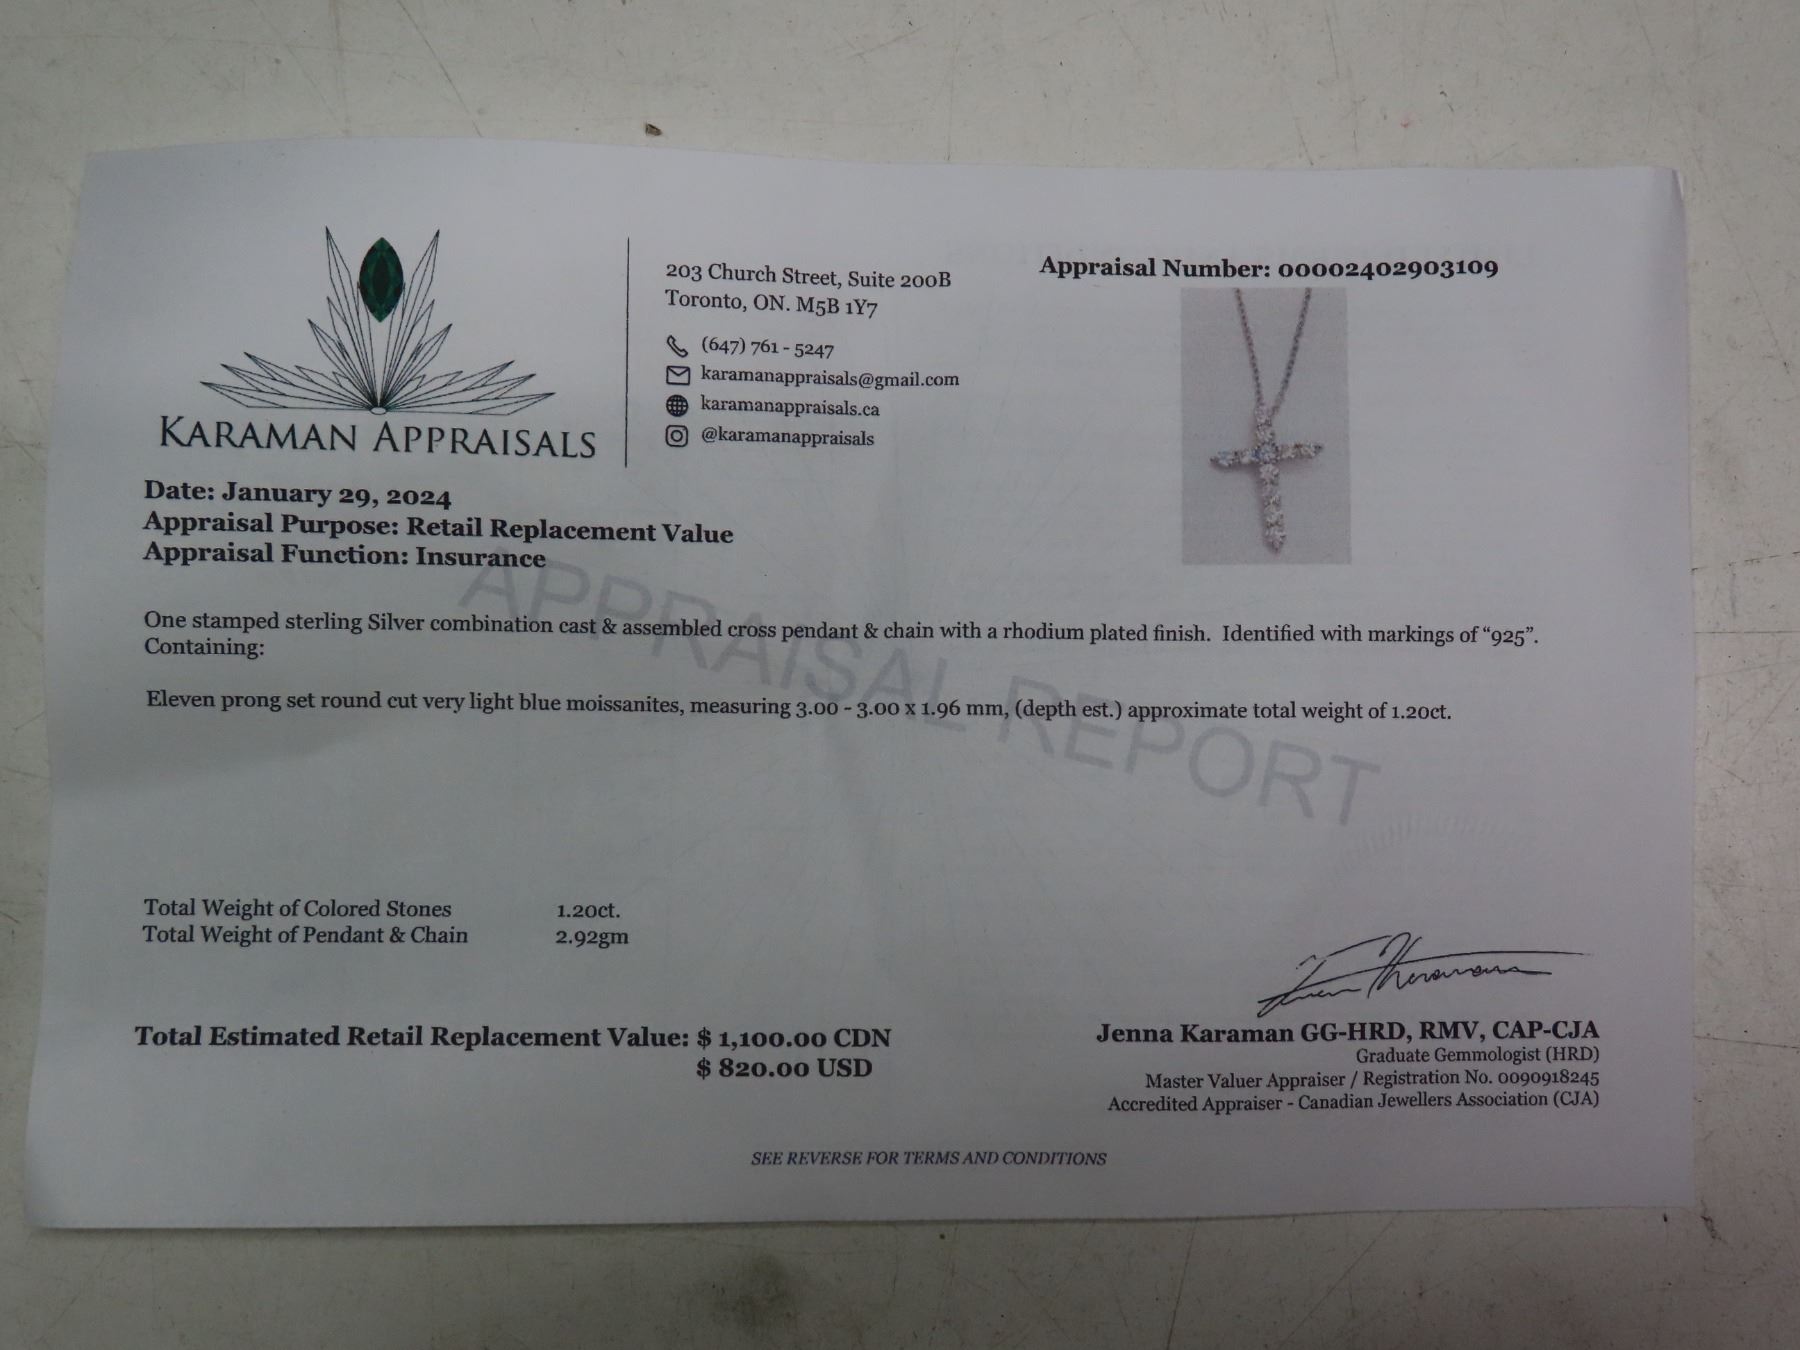 KARAMAN APPRAISALS
203 Church Street, Suite 200B
Toronto, ON. M5B 1Y7
(647) 761 - 5247
karamanappraisals@gmail.com
karamanappraisals.ca
@karamanappraisals
Appraisal Number: 00002402903109
Date: January 29, 2024
Appraisal Purpose: Retail Replacement Value
Appraisal Function: Insurance
APPRAISAL REPORT
One stamped sterling Silver combination cast & assembled cross pendant & chain with a rhodium plated finish. Identified with markings of “925”.
Containing:
Eleven prong set round cut very light blue moissanites, measuring 3.00 - 3.00 x 1.96 mm, (depth est.) approximate total weight of 1.20ct.
Total Weight of Colored Stones 1.20ct.
Total Weight of Pendant & Chain 2.92gm
Total Estimated Retail Replacement Value: $ 1,100.00 CDN
$ 820.00 USD
Jenna Karaman GG-HRD, RMV, CAP-CJA
Graduate Gemmologist (HRD)
Master Valuer Appraiser / Registration No. 0090918245
Accredited Appraiser - Canadian Jewellers Association (CJA)
SEE REVERSE FOR TERMS AND CONDITIONS